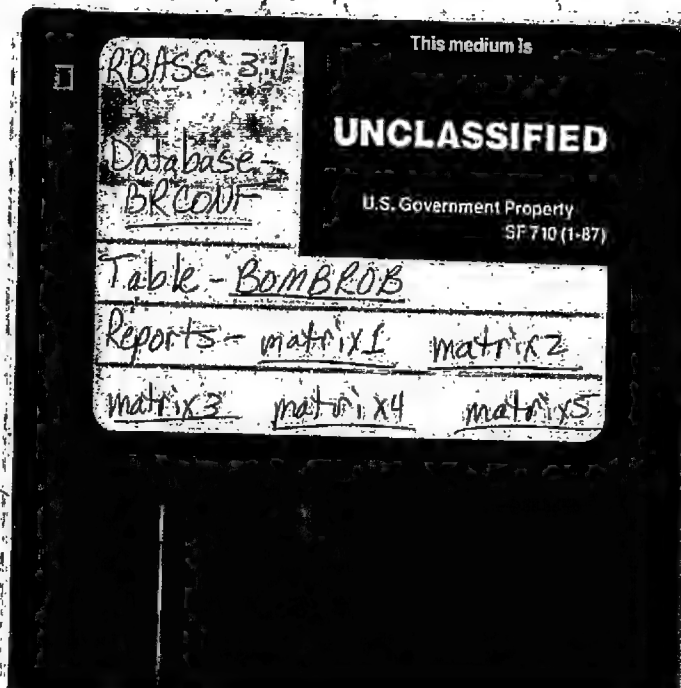 RBASE 3.1
Database -
BRCONF
Table - BOMBROB
Reports - matrix1 matrix2
matrix3 matrix4 matrix5
This medium is
UNCLASSIFIED
U.S. Government Property
SF 710 (1-87)